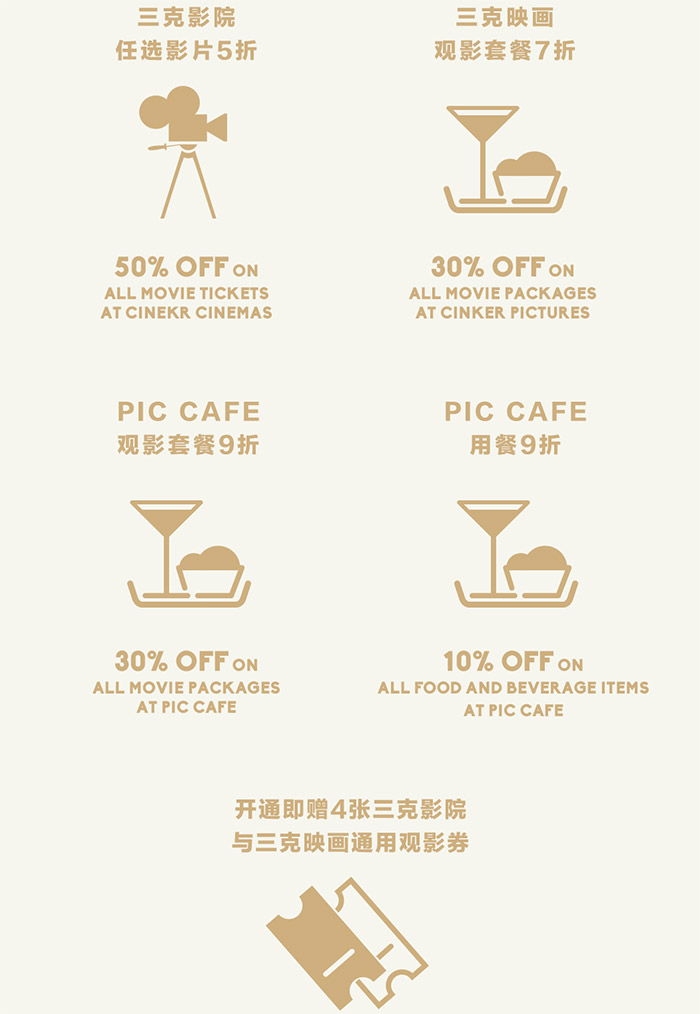 三克影院
任选影片5折
50% OFF ON
ALL MOVIE TICKETS
AT CINEKR CINEMAS
三克映画
观影套餐7折
30% OFF ON
ALL MOVIE PACKAGES
AT CINKER PICTURES
PIC CAFE
观影套餐9折
30% OFF ON
ALL MOVIE PACKAGES
AT PIC CAFE
PIC CAFE
用餐9折
10% OFF ON
ALL FOOD AND BEVERAGE ITEMS
AT PIC CAFE
开通即赠4张三克影院
与三克映画通用观影券